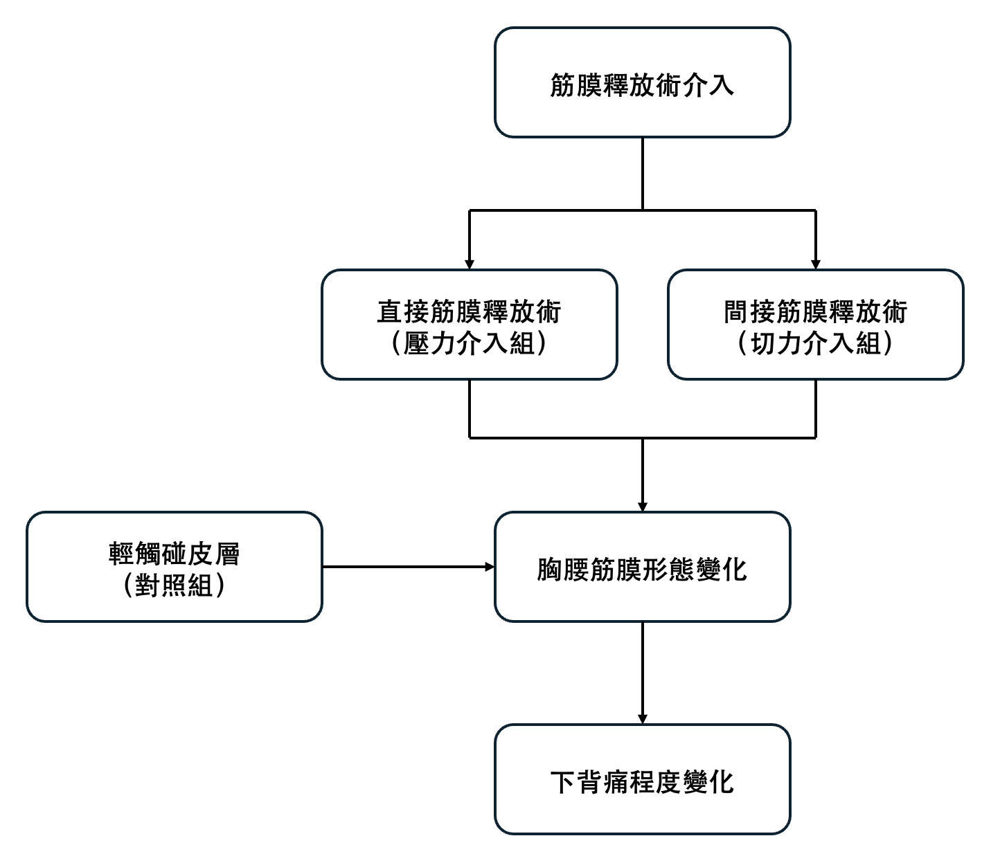 筋膜釋放術介入
直接筋膜釋放術
（壓力介入組）
間接筋膜釋放術
（切力介入組）
輕觸碰皮層
（對照組）
胸腰筋膜形態變化
下背痛程度變化